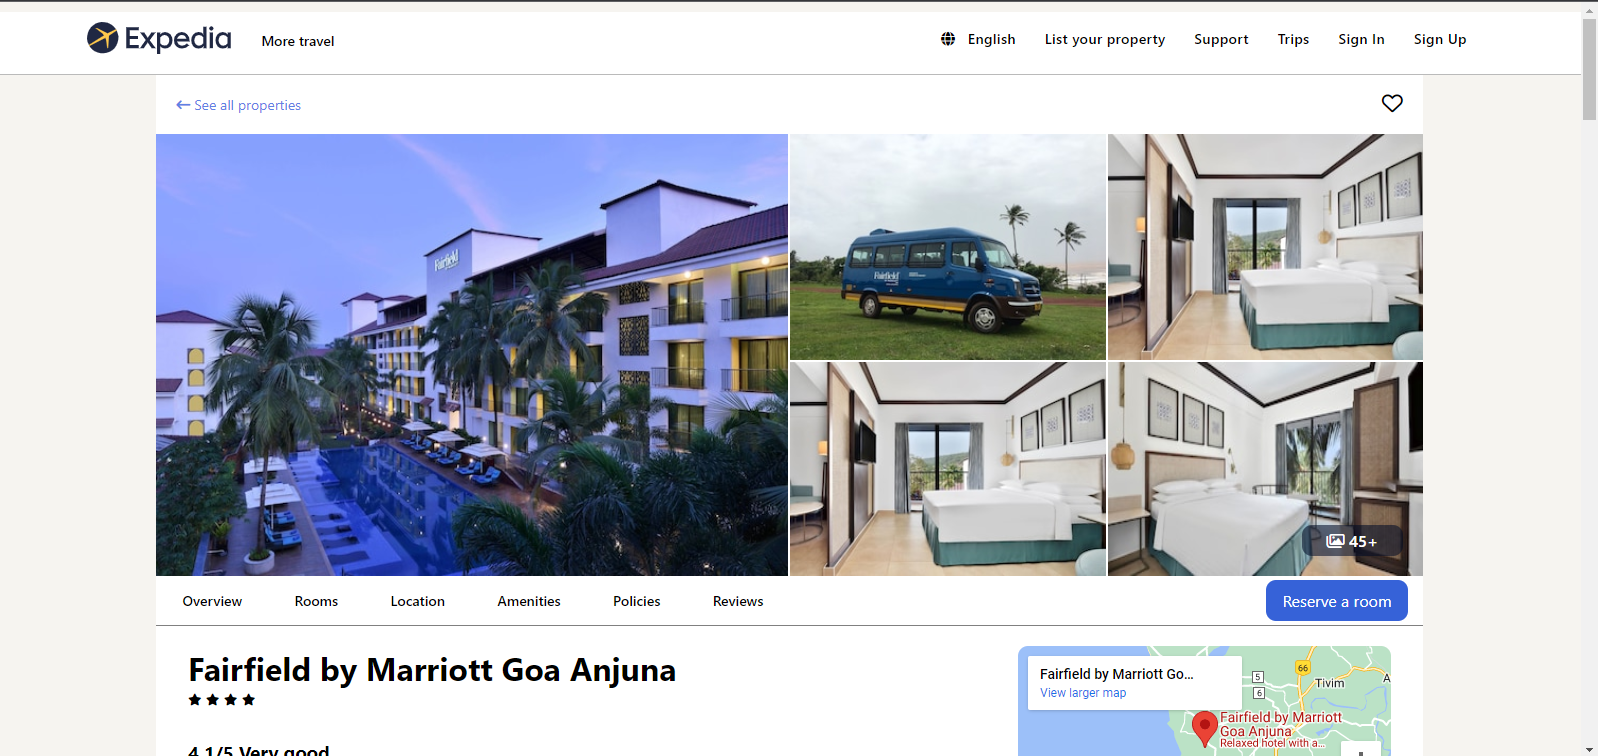 Expedia
More travel
English
List your property
Support
Trips
Sign In
Sign Up
← See all properties
Fairfield
Fairfield
45+
Overview
Rooms
Location
Amenities
Policies
Reviews
Reserve a room
Fairfield by Marriott Goa Anjuna
4.1/5 Very good
Fairfield by Marriott Go...
View larger map
66
5
6
Tivim
A
Fairfield by Marriott
Goa Anjuna
Relaxed hotel with a...